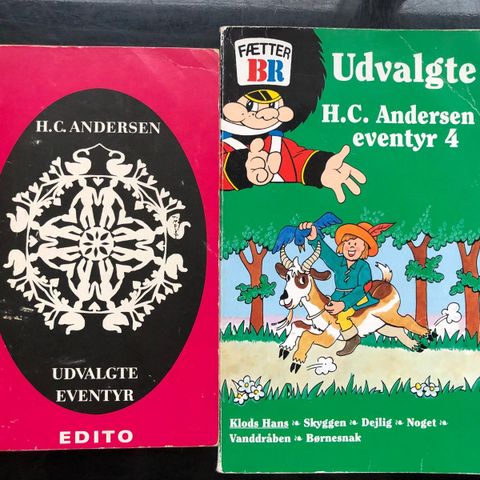 H.C. ANDERSEN
UDVALGTE
EVENTYR
EDITO
FÆTTER
BR
Udvalgte
H.C. Andersen
eventyr 4
Klods Hans ❧ Skyggen ❧ Dejlig ❧ Noget ❧
Vanddråben ❧ Børnesnak